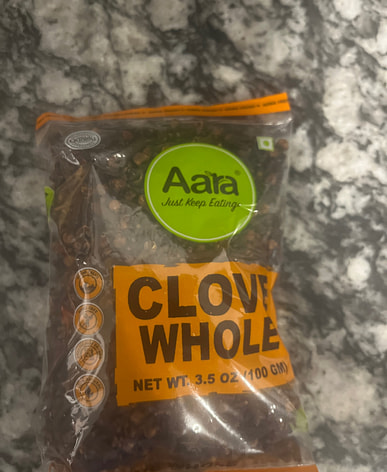 Aara
Just Keep Eating
CLOVE
WHOLE
NET WT. 3.5 OZ (100 GM)